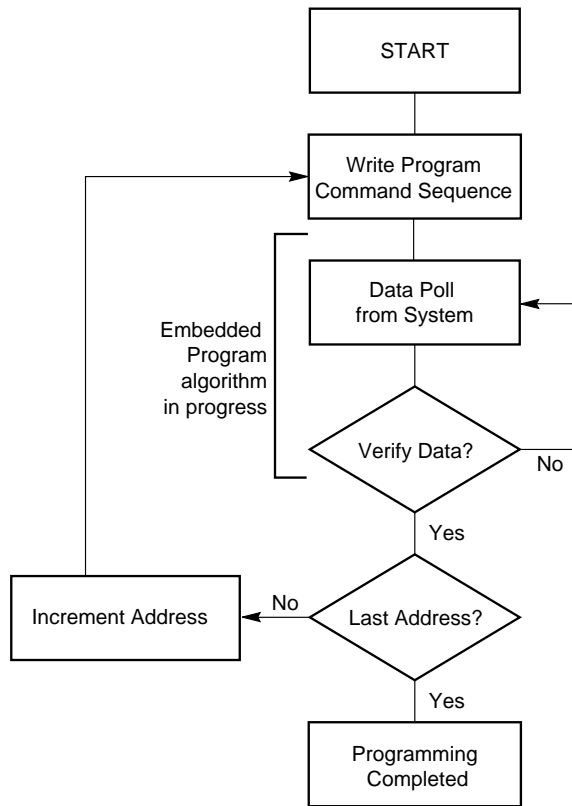 START
Write Program
Command Sequence
Data Poll
from System
Embedded
Program
algorithm
in progress
Verify Data?
No
Yes
Increment Address
No
Last Address?
Yes
Programming
Completed